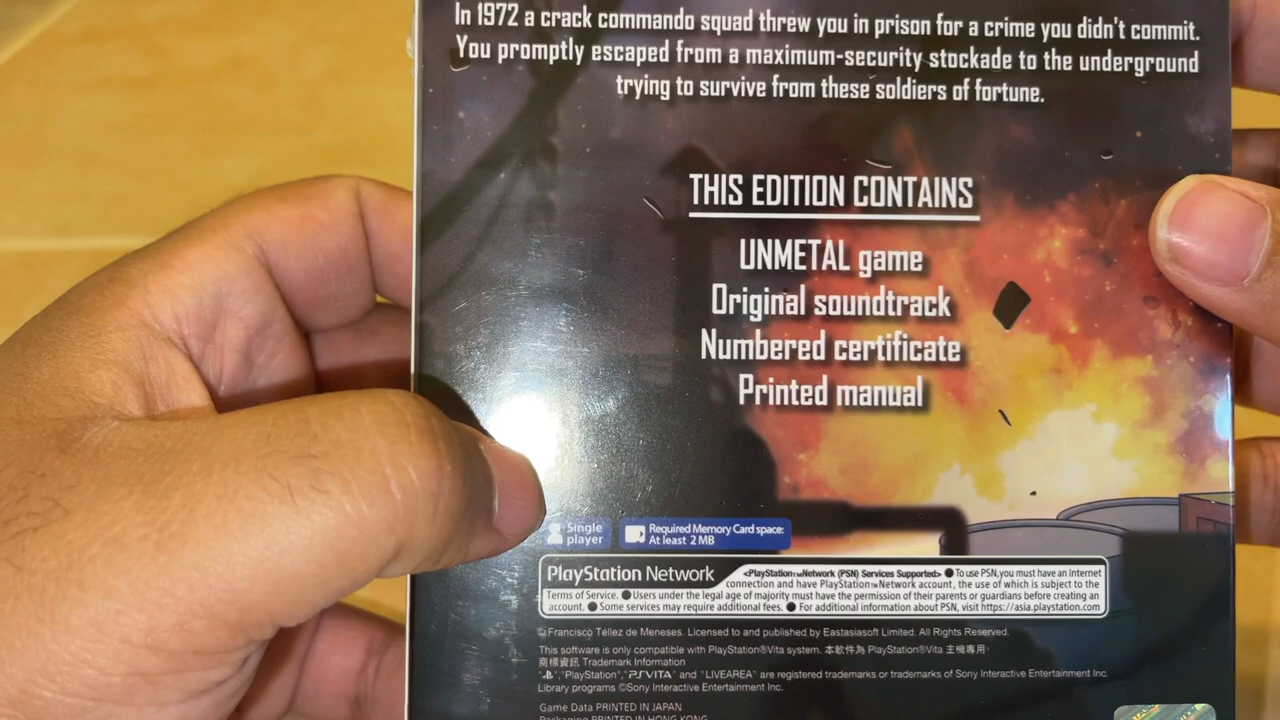 In 1972 a crack commando squad threw you in prison for a crime you didn't commit.
You promptly escaped from a maximum-security stockade to the underground
trying to survive from these soldiers of fortune.
THIS EDITION CONTAINS
UNMETAL game
Original soundtrack
Numbered certificate
Printed manual
Single
player
Required Memory Card space:
At least 2 MB
PlayStation Network
<PlayStation™Network (PSN) Services Supported> ● To use PSN, you must have an Internet
connection and have PlayStation™Network account, the use of which is subject to the
Terms of Service. ● Users under the legal age of majority must have the permission of their parents or guardians before creating an
account. ● Some services may require additional fees. ● For additional information about PSN, visit https://asia.playstation.com
© Francisco Téllez de Meneses. Licensed to and published by Eastasiasoft Limited. All Rights Reserved.
This software is only compatible with PlayStation®Vita system. 本軟件為 PlayStation®Vita 主機專用。
商標資訊 Trademark Information
"PlayStation", "PSVITA" and "LIVEAREA" are registered trademarks or trademarks of Sony Interactive Entertainment Inc.
Library programs ©Sony Interactive Entertainment Inc.
Game Data PRINTED IN JAPAN
Packaging PRINTED IN HONG KONG